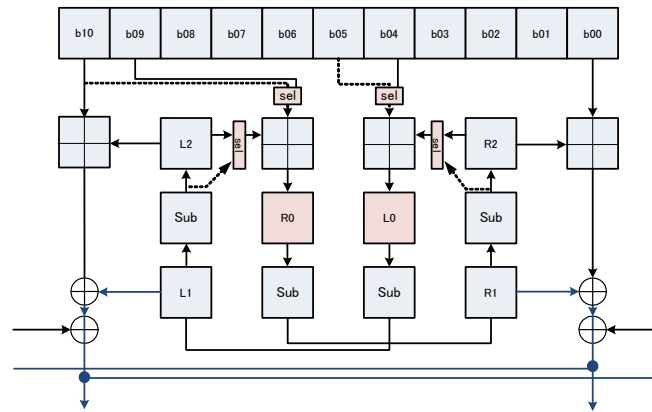 b10 b09 b08 b07 b06 b05 b04 b03 b02 b01 b00
sel sel
L2 sel sel R2
Sub R0 L0 Sub
L1 Sub Sub R1